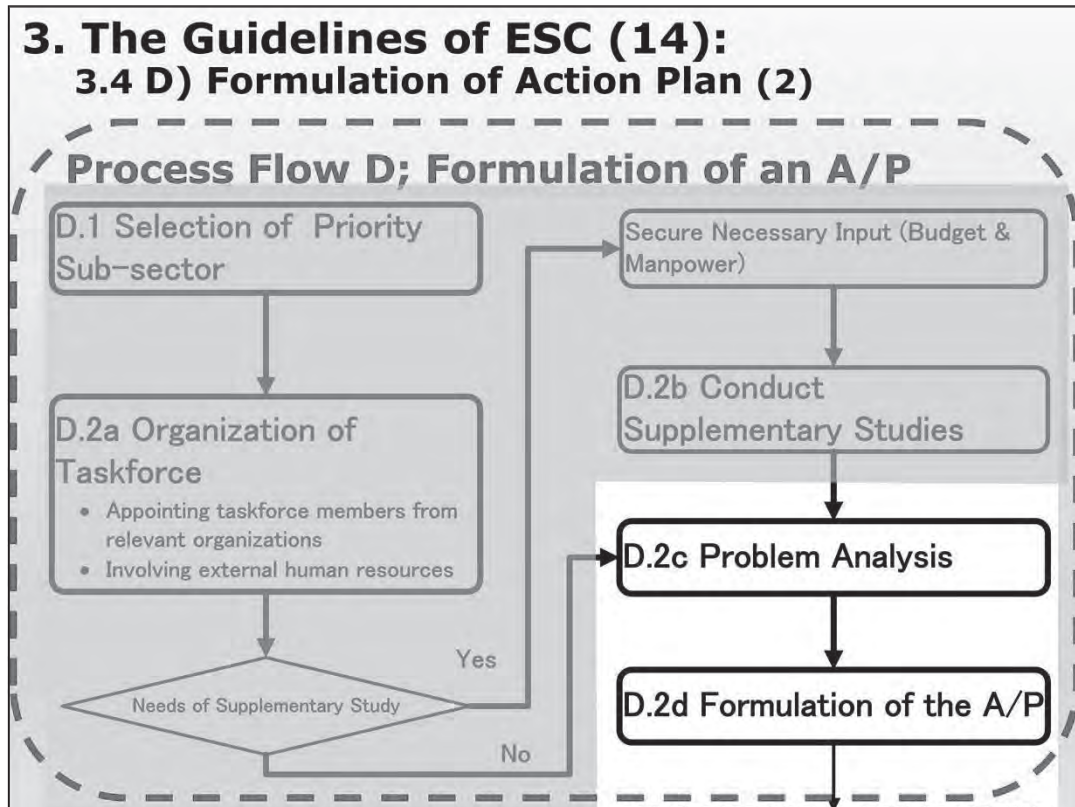 3. The Guidelines of ESC (14):
3.4 D) Formulation of Action Plan (2)
Process Flow D; Formulation of an A/P
D.1 Selection of Priority
Sub-sector
D.2a Organization of
Taskforce
• Appointing taskforce members from
relevant organizations
• Involving external human resources
Needs of Supplementary Study
Yes
No
Secure Necessary Input (Budget &
Manpower)
D.2b Conduct
Supplementary Studies
D.2c Problem Analysis
D.2d Formulation of the A/P